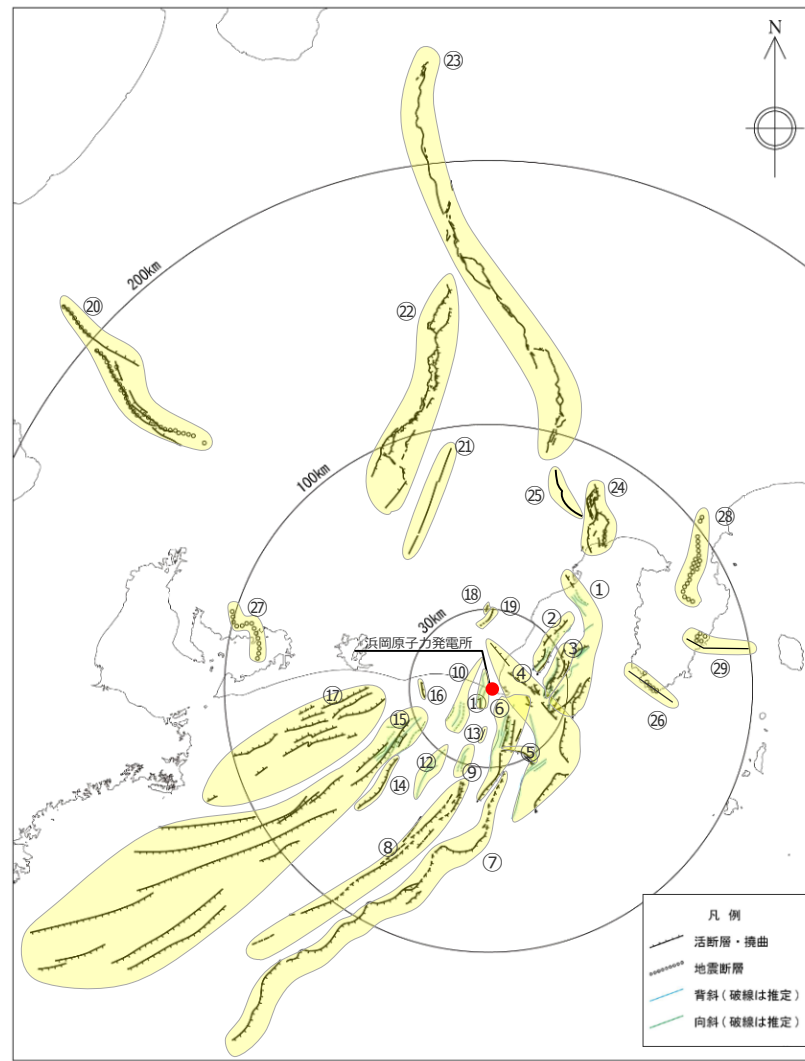 N
㉓
200km
⑳
㉒
100km
㉑
㉕
㉔
㉘
①
⑱
⑲
30km
②
㉗
浜岡原子力発電所
③
㉙
④
⑩
⑯
⑪
⑥
㉖
⑰
⑮
⑬
⑤
⑫
⑨
⑭
⑧
⑦
凡 例
活断層・撓曲
地震断層
背斜(破線は推定)
向斜(破線は推定)